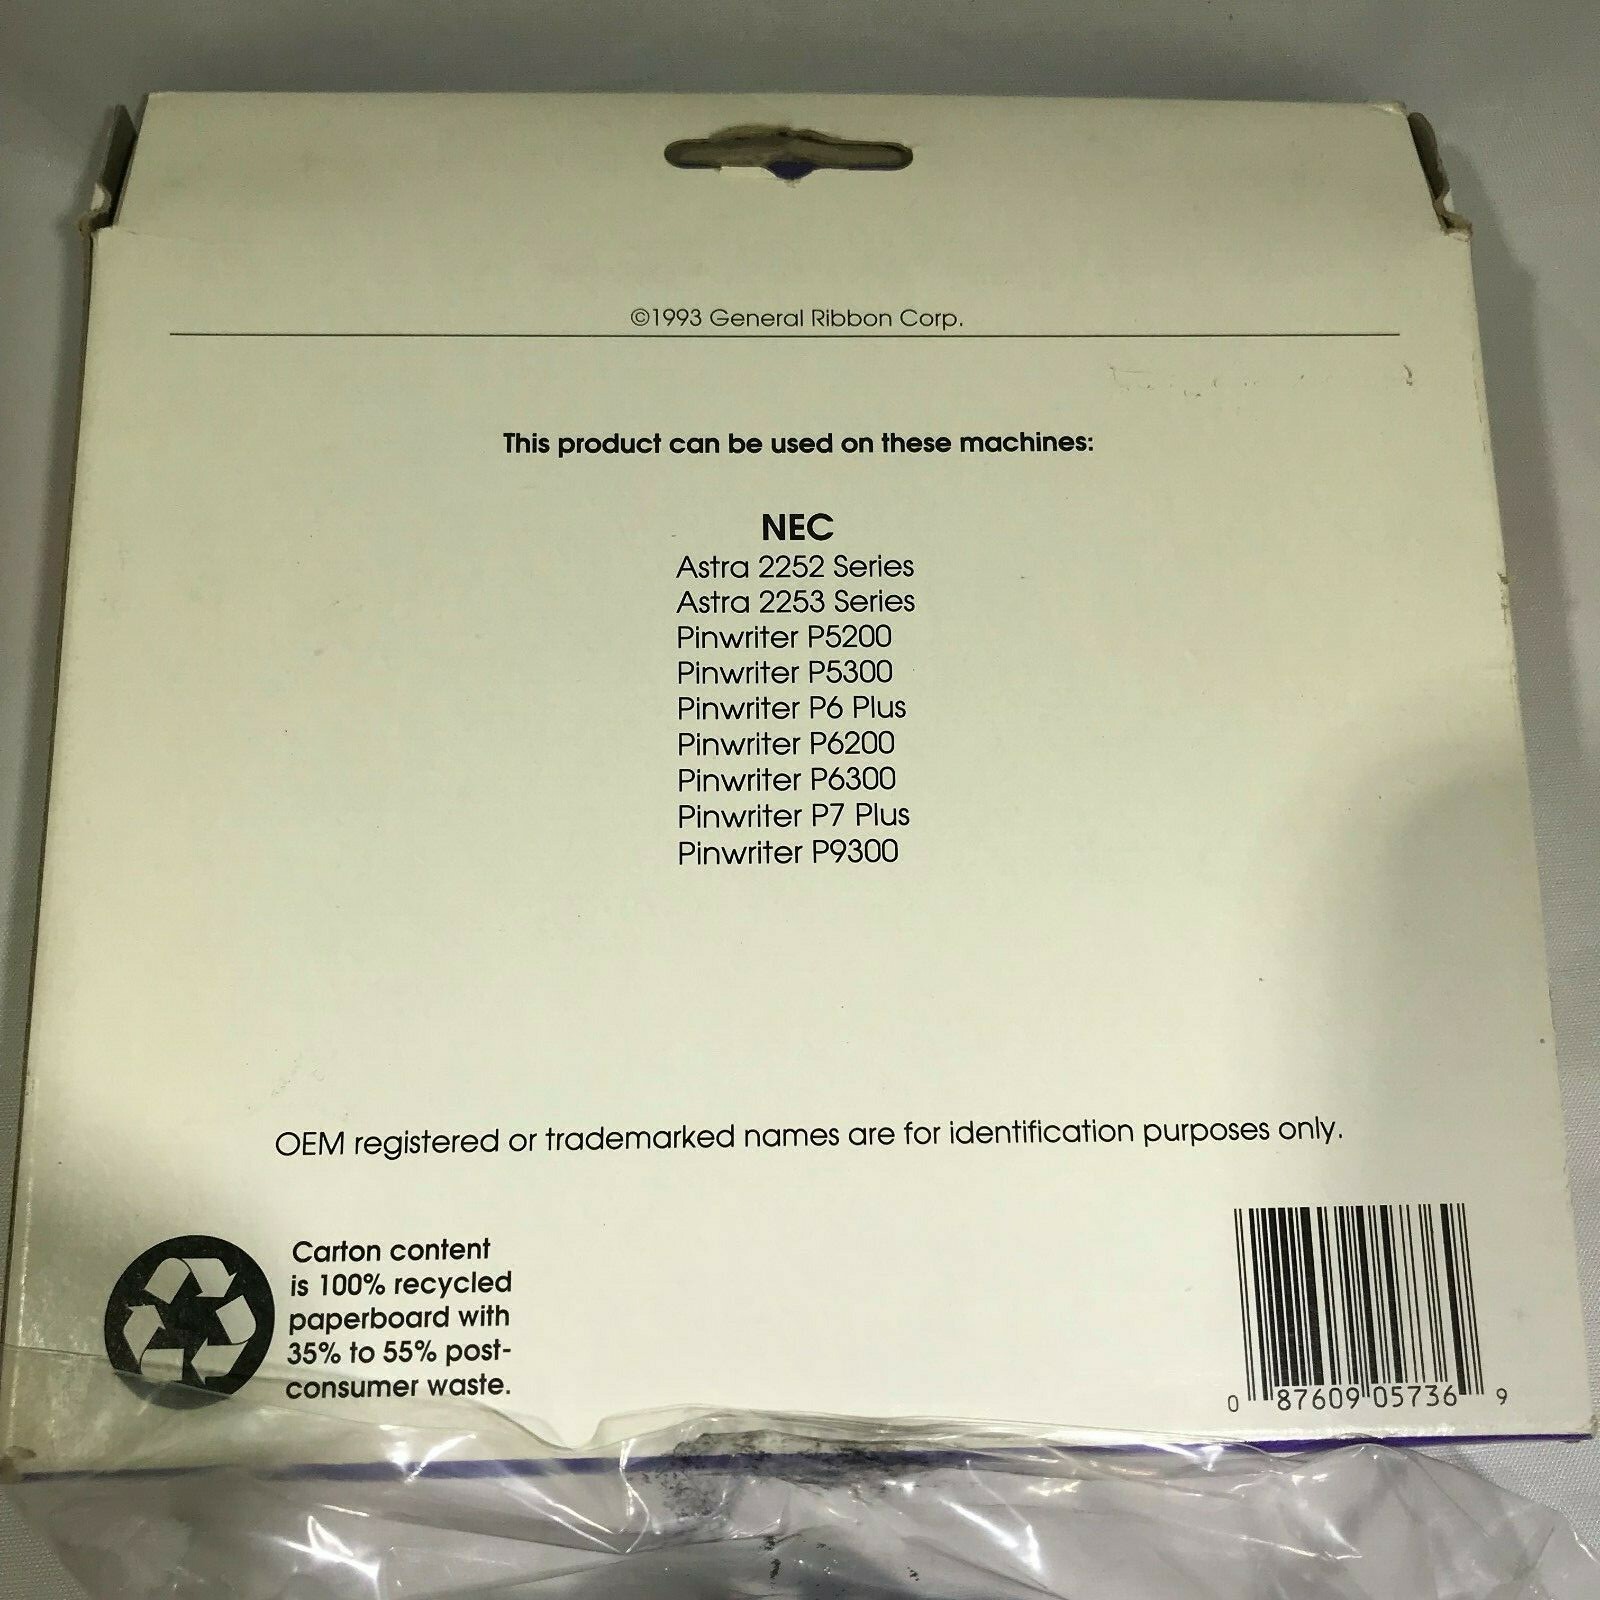 ©1993 General Ribbon Corp.
This product can be used on these machines:
NEC
Astra 2252 Series
Astra 2253 Series
Pinwriter P5200
Pinwriter P5300
Pinwriter P6 Plus
Pinwriter P6200
Pinwriter P6300
Pinwriter P7 Plus
Pinwriter P9300
OEM registered or trademarked names are for identification purposes only.
Carton content
is 100% recycled
paperboard with
35% to 55% post-
consumer waste.
0 87609 05736 9